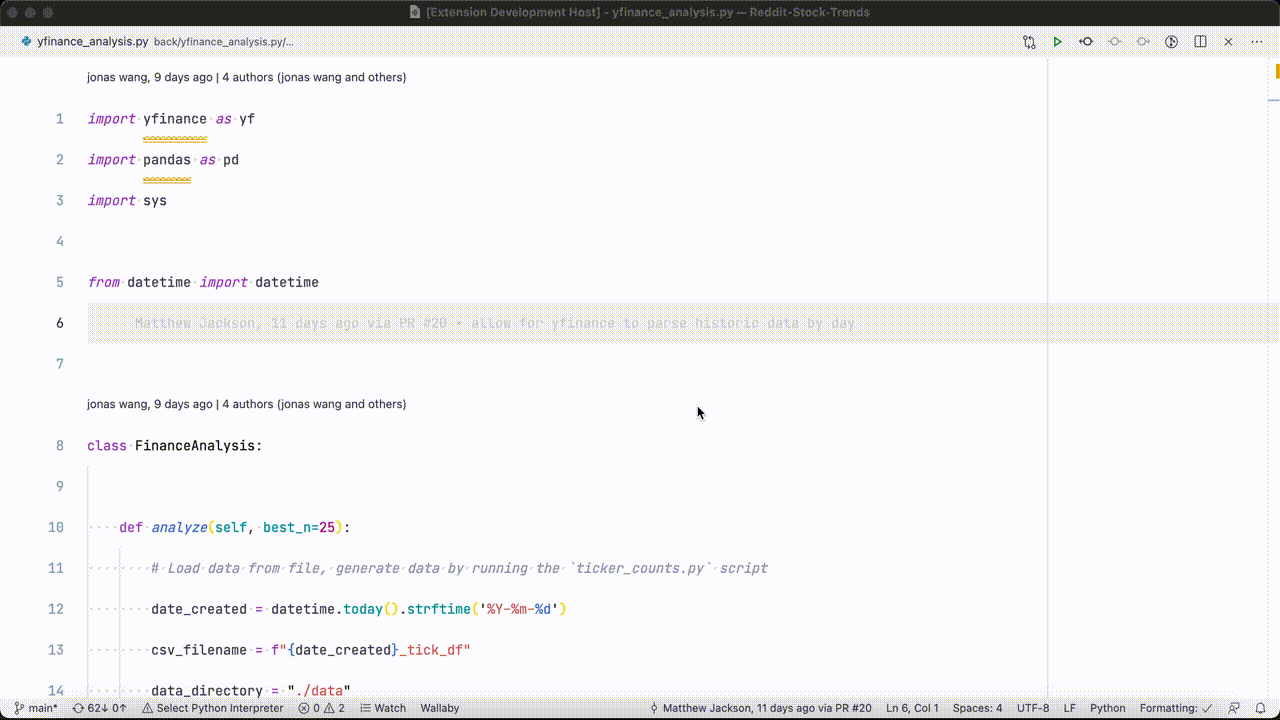 [Extension Development Host] - yfinance_analysis.py — Reddit-Stock-Trends
yfinance_analysis.py back/yfinance_analysis.py/...
jonas wang, 9 days ago | 4 authors (jonas wang and others)
1 import yfinance as yf
2 import pandas as pd
3 import sys
4
5 from datetime import datetime
6 Matthew Jackson, 11 days ago via PR #20 • allow for yfinance to parse historic data by day
7
jonas wang, 9 days ago | 4 authors (jonas wang and others)
8 class FinanceAnalysis:
9
10 def analyze(self, best_n=25):
11 # Load data from file, generate data by running the `ticker_counts.py` script
12 date_created = datetime.today().strftime('%Y-%m-%d')
13 csv_filename = f"{date_created}_tick_df"
14 data_directory = "./data"
main* 62↓ 0↑ Select Python Interpreter 0 2 Watch Wallaby Matthew Jackson, 11 days ago via PR #20 Ln 6, Col 1 Spaces: 4 UTF-8 LF Python Formatting: ✓